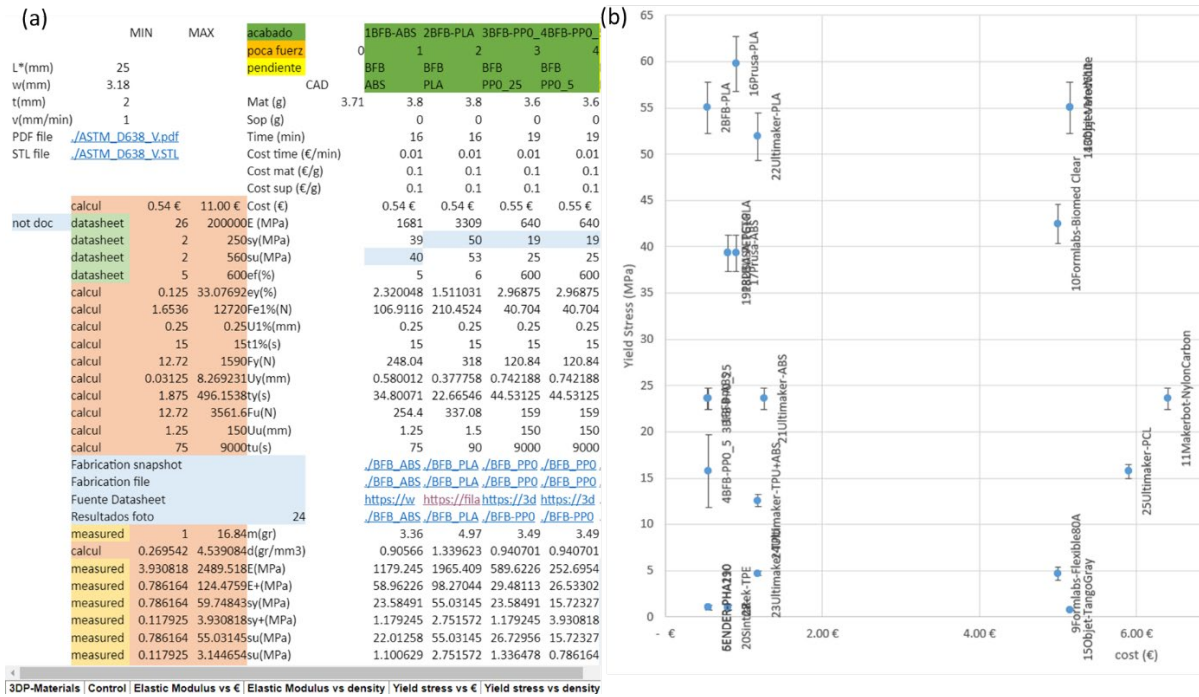 (a)
MIN MAX acabado 1BFB-ABS 2BFB-PLA 3BFB-PP0_ 4BFB-PP0_
poca fuerz 0 1 2 3 4
L*(mm) 25 pendiente BFB BFB BFB BFB
w(mm) 3.18 CAD ABS PLA PP0_25 PP0_5
t(mm) 2 Mat (g) 3.71 3.8 3.8 3.6 3.6
v(mm/min) 1 Sop (g) 0 0 0 0
PDF file ./ASTM_D638_V.pdf Time (min) 16 16 19 19
STL file ./ASTM_D638_V.STL Cost time (€/min) 0.01 0.01 0.01 0.01
Cost mat (€/g) 0.1 0.1 0.1 0.1
Cost sup (€/g) 0.1 0.1 0.1 0.1
calcul 0.54 € 11.00 € Cost (€) 0.54 € 0.54 € 0.55 € 0.55 €
not doc datasheet 26 200000 E (MPa) 1681 3309 640 640
datasheet 2 250 sy(MPa) 39 50 19 19
datasheet 2 560 su(MPa) 40 53 25 25
datasheet 5 600 ef(%) 5 6 600 600
calcul 0.125 33.07692 ey(%) 2.320048 1.511031 2.96875 2.96875
calcul 1.6536 12720 Fe1%(N) 106.9116 210.4524 40.704 40.704
calcul 0.25 0.25 U1%(mm) 0.25 0.25 0.25 0.25
calcul 15 15 t1%(s) 15 15 15 15
calcul 12.72 1590 Fy(N) 248.04 318 120.84 120.84
calcul 0.03125 8.269231 Uy(mm) 0.580012 0.377758 0.742188 0.742188
calcul 1.875 496.1538 ty(s) 34.80071 22.66546 44.53125 44.53125
calcul 12.72 3561.6 Fu(N) 254.4 337.08 159 159
calcul 1.25 150 Uu(mm) 1.25 1.5 150 150
calcul 75 9000 tu(s) 75 90 9000 9000
Fabrication snapshot ./BFB_ABS ./BFB_PLA ./BFB_PP0 ./BFB_PP0
Fabrication file ./BFB_ABS ./BFB_PLA ./BFB_PP0 ./BFB_PP0
Fuente Datasheet https://w https://fila https://3d https://3d
Resultados foto 24 ./BFB_ABS ./BFB_PLA ./BFB-PP0 ./BFB-PP0
measured 1 16.84 m(gr) 3.36 4.97 3.49 3.49
calcul 0.269542 4.539084 d(gr/mm3) 0.90566 1.339623 0.940701 0.940701
measured 3.930818 2489.518 E(MPa) 1179.245 1965.409 589.6226 252.6954
measured 0.786164 124.4759 E+(MPa) 58.96226 98.27044 29.48113 26.53302
measured 0.786164 59.74843 sy(MPa) 23.58491 55.03145 23.58491 15.72327
measured 0.117925 3.930818 sy+(MPa) 1.179245 2.751572 1.179245 3.930818
measured 0.786164 55.03145 su(MPa) 22.01258 55.03145 26.72956 15.72327
measured 0.117925 3.144654 su(MPa) 1.100629 2.751572 1.336478 0.786164
3DP-Materials Control Elastic Modulus vs € Elastic Modulus vs density Yield stress vs € Yield stress vs density
(b)
Yield Stress (MPa)
65
60
55
50
45
40
35
30
25
20
15
10
5
0
- €
2.00 €
4.00 €
6.00 €
cost (€)
2BFB-PLA
16Prusa-PLA
22Ultimaker-PLA
10Formlabs-Biomed Clear
17Prusa-ABS
21Ultimaker-ABS
4BFB-PP0_5
11Makerbot-NylonCarbon
25Ultimaker-PCL
23Ultimaker-TPU+ABS
9Formlabs-Flexible80A
15Objet-TangoGray